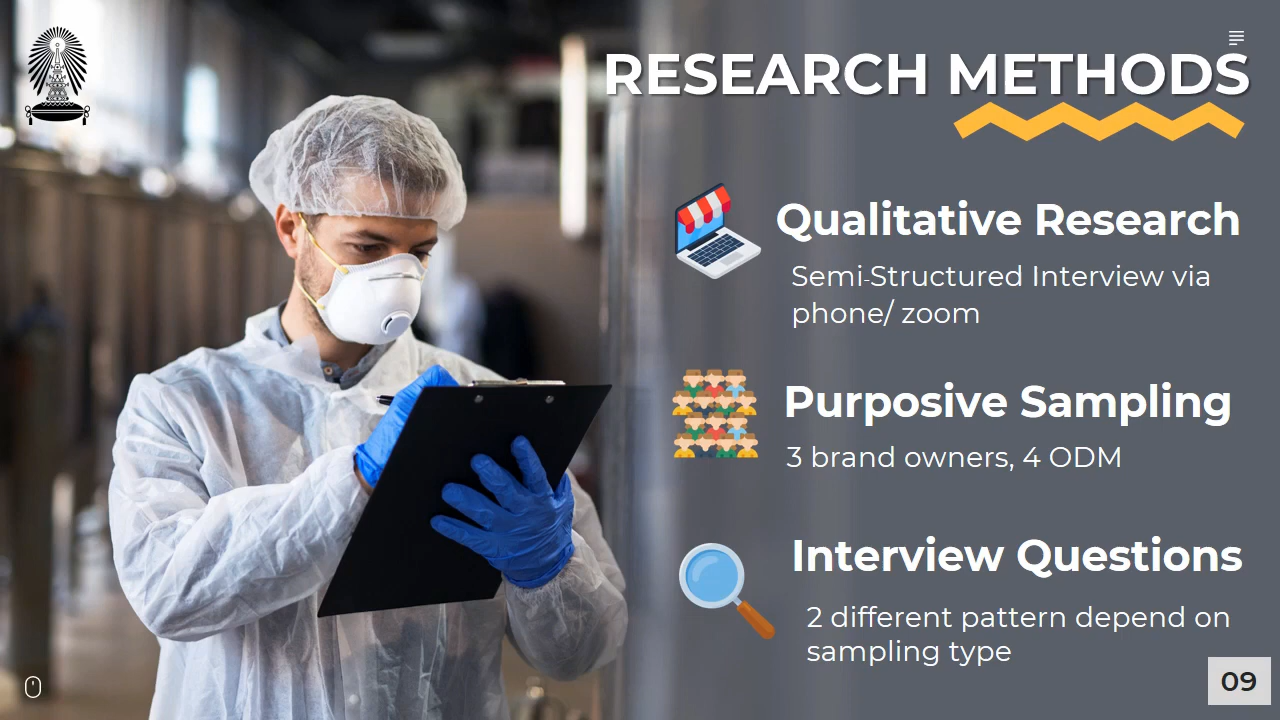 RESEARCH METHODS
Qualitative Research
Semi-Structured Interview via
phone/ zoom
Purposive Sampling
3 brand owners, 4 ODM
Interview Questions
2 different pattern depend on
sampling type
09